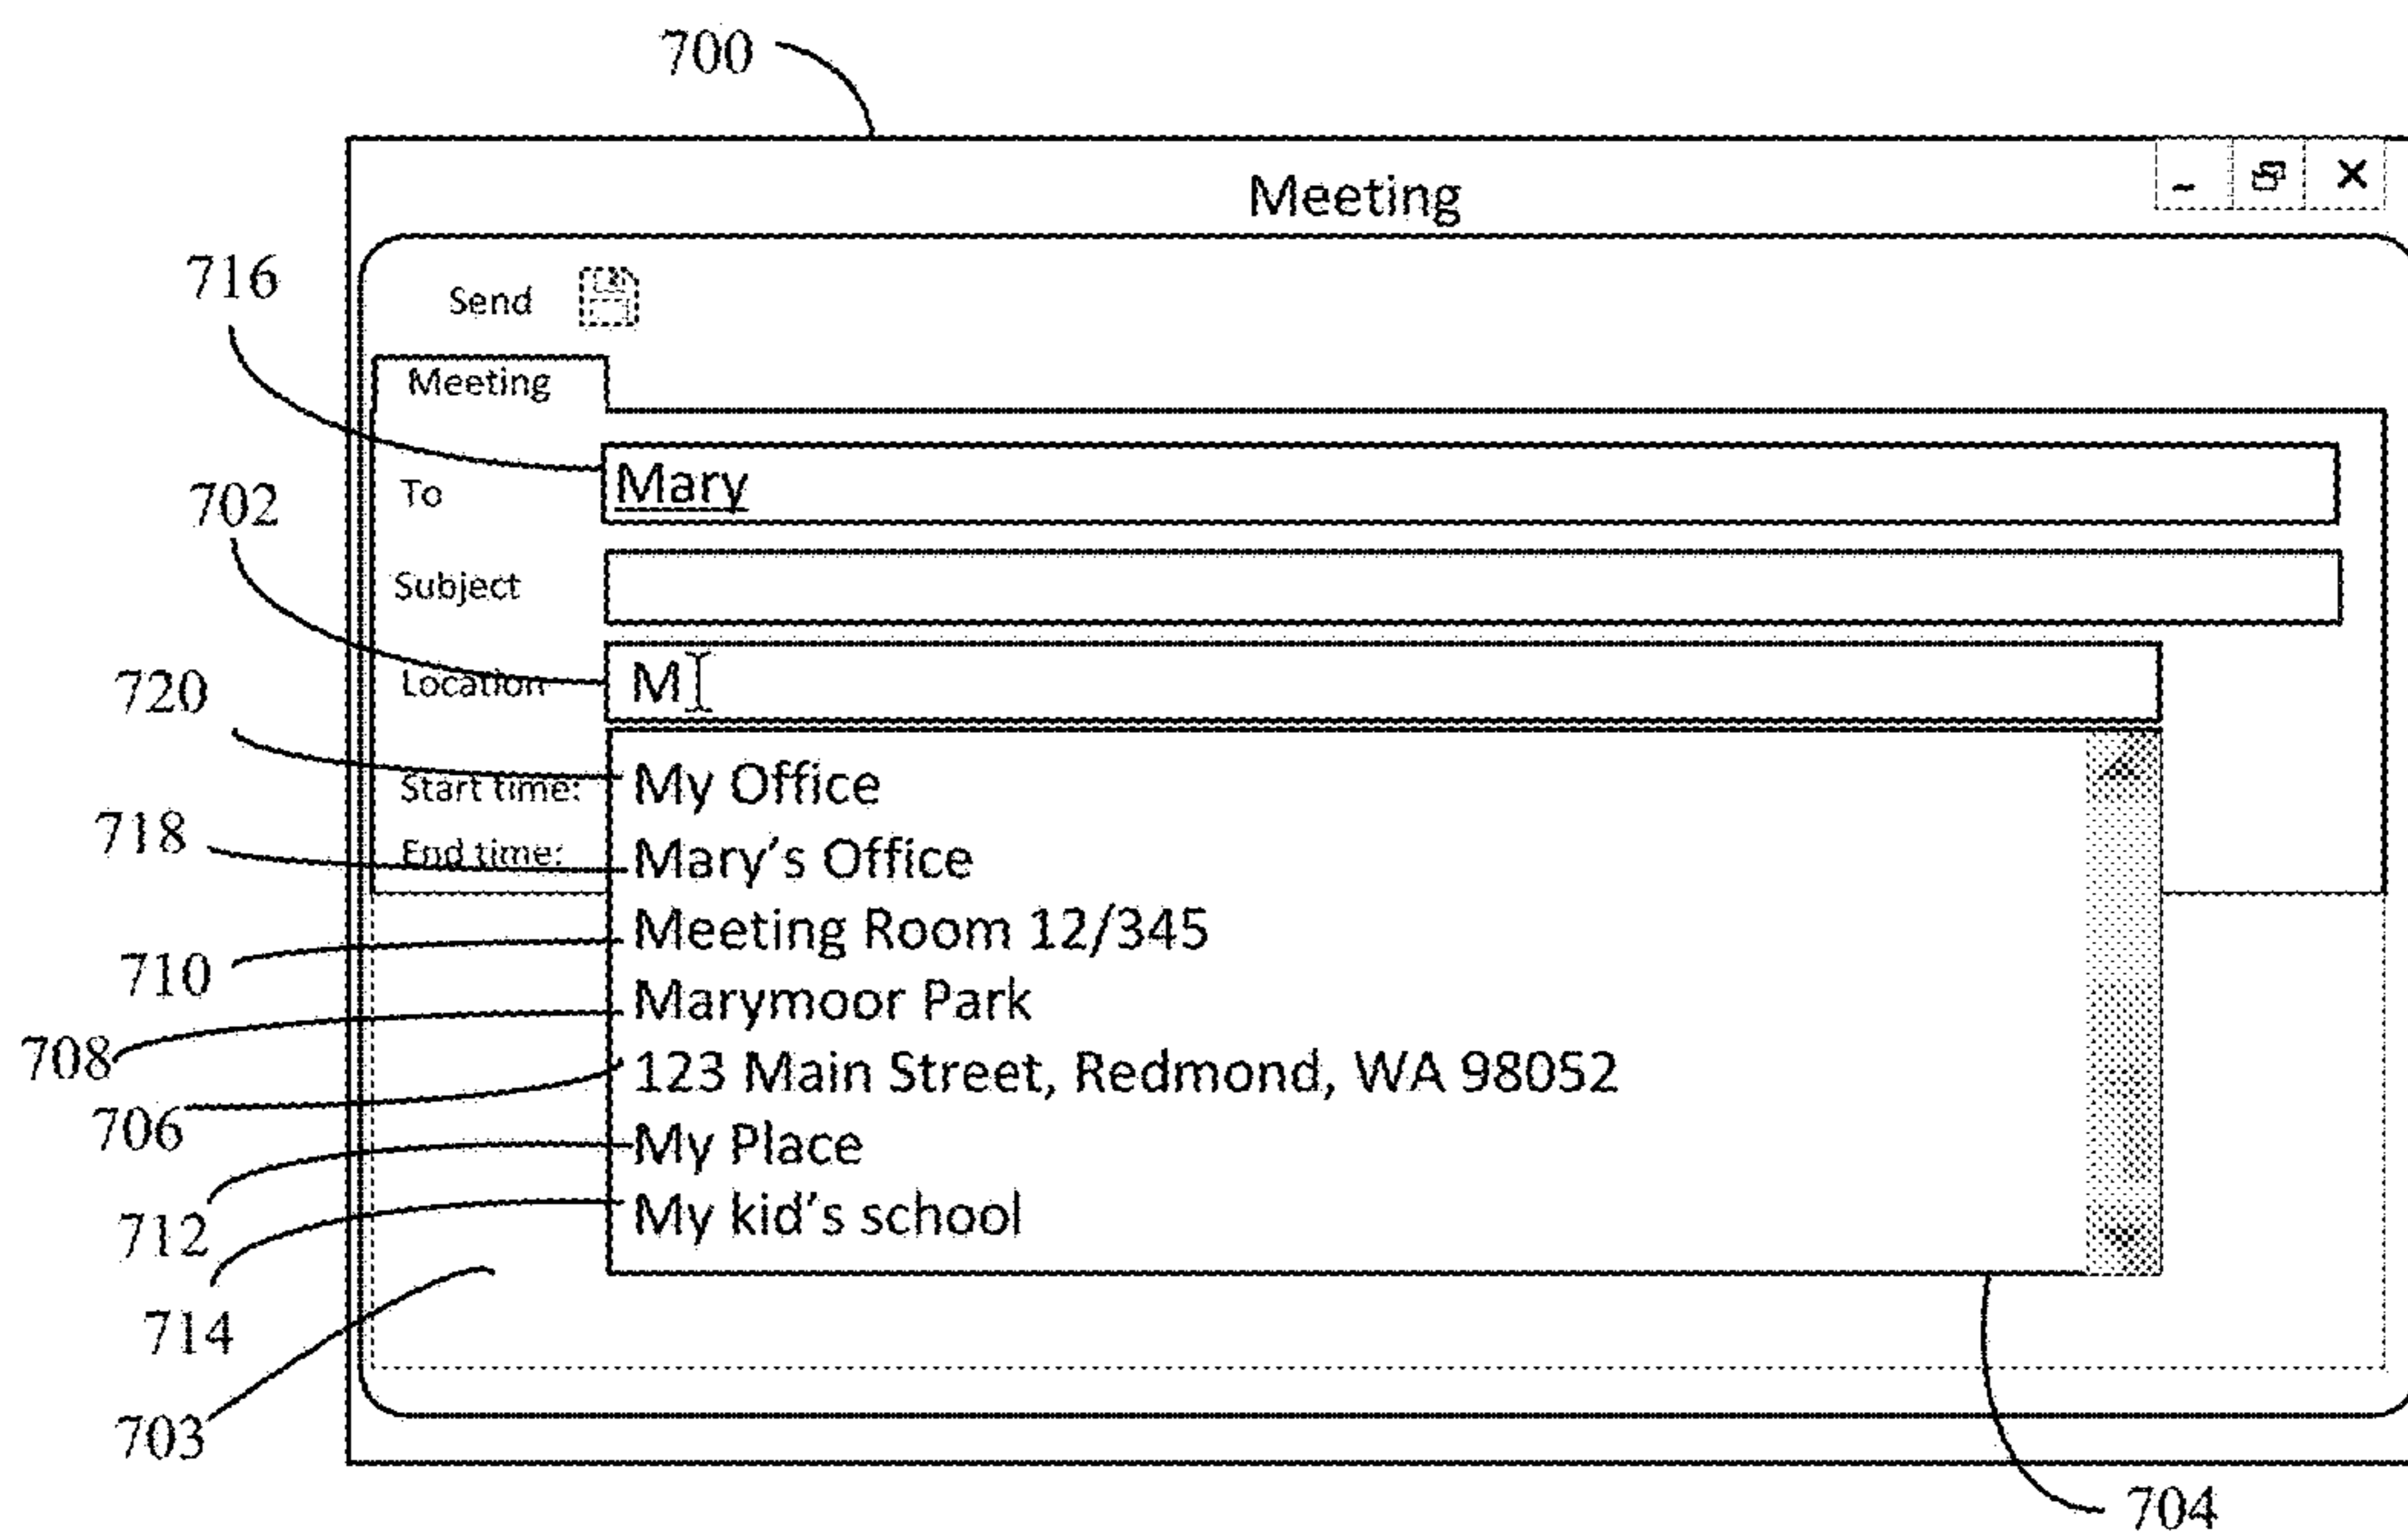 700
Meeting
716
Send
Meeting
To Mary
702
Subject
Location M
720
My Office
Start time:
718
Mary's Office
End time:
Meeting Room 12/345
710
Marymoor Park
708
123 Main Street, Redmond, WA 98052
706
My Place
712
My kid's school
714
703
704